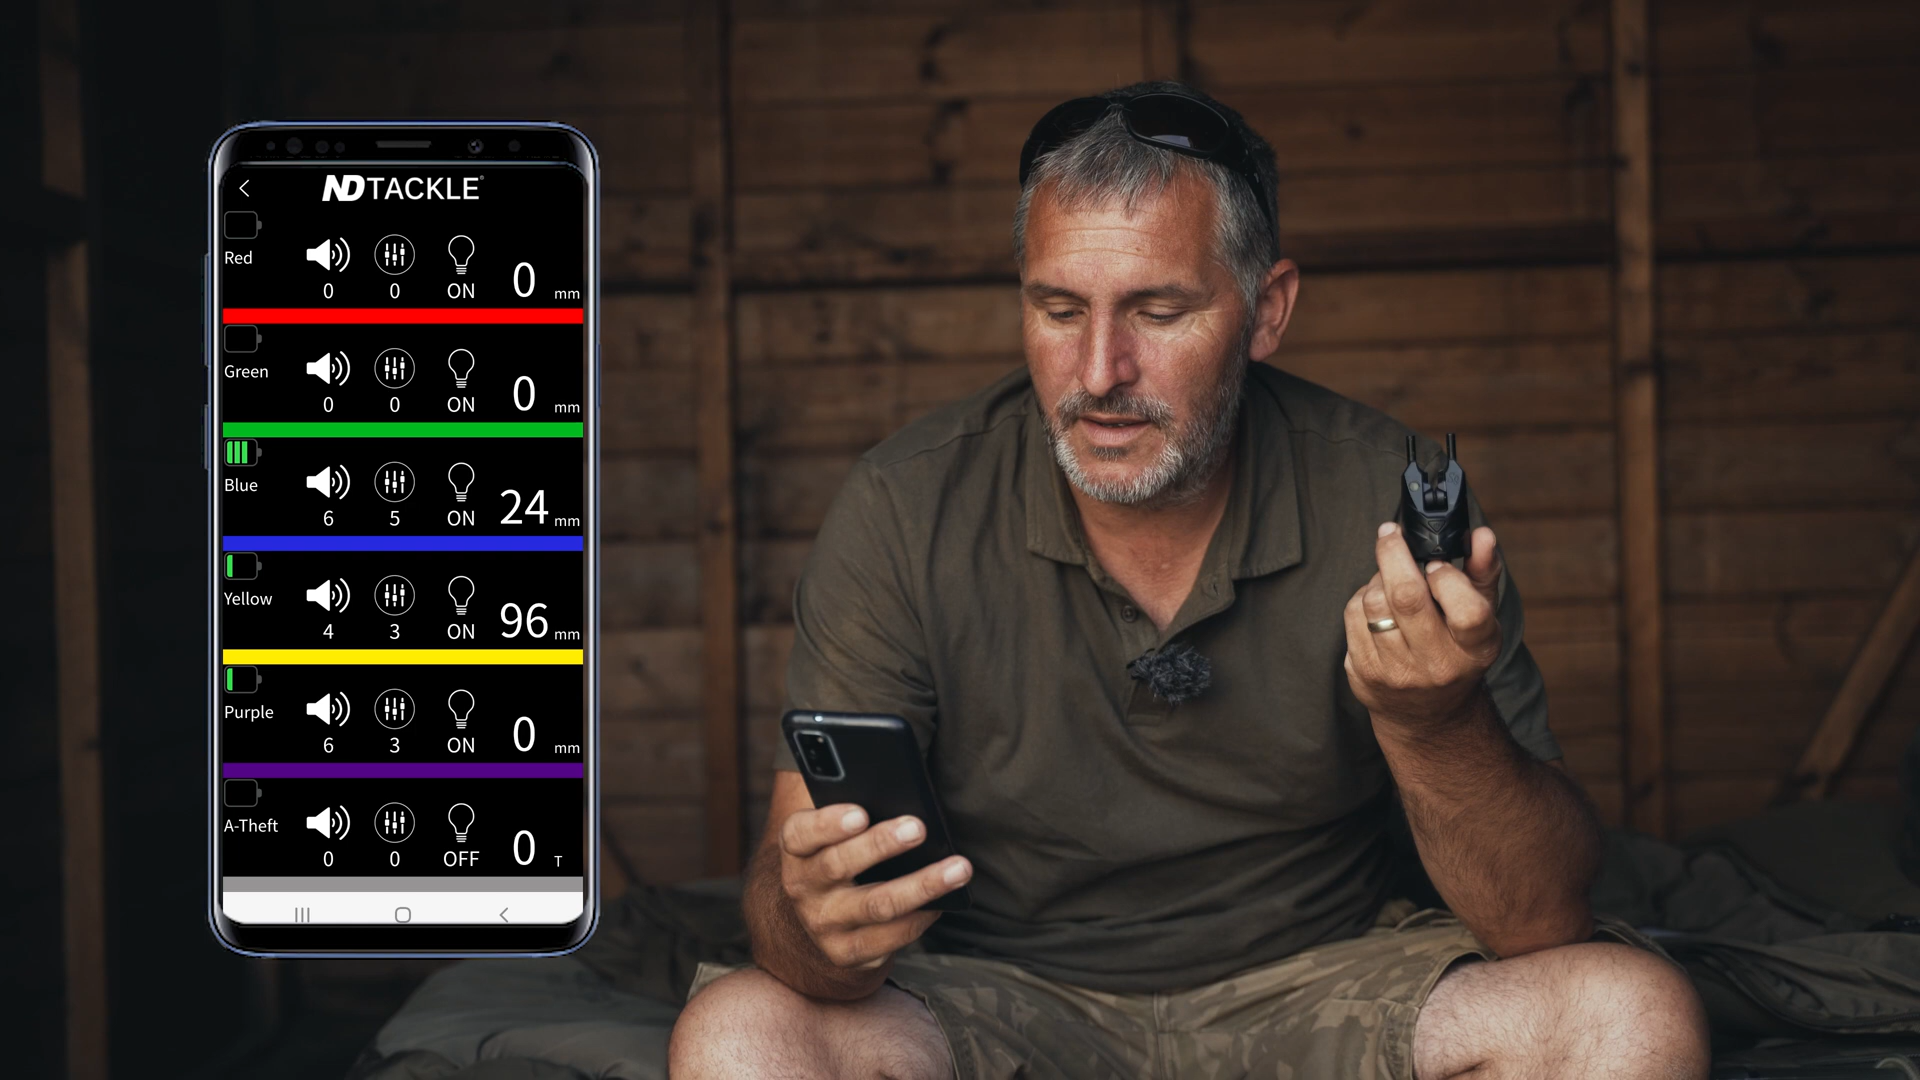 NDTACKLE®
Red
0 0 ON 0 mm
Green
0 0 ON 0 mm
Blue
6 5 ON 24 mm
Yellow
4 3 ON 96 mm
Purple
6 3 ON 0 mm
A-Theft
0 0 OFF 0 T